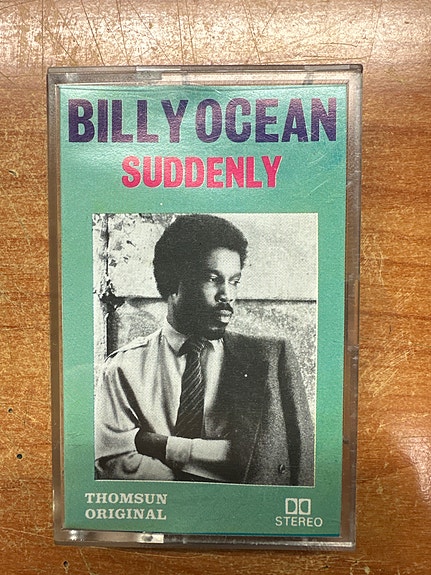 BILLY OCEAN
SUDDENLY
THOMSUN
ORIGINAL
STEREO